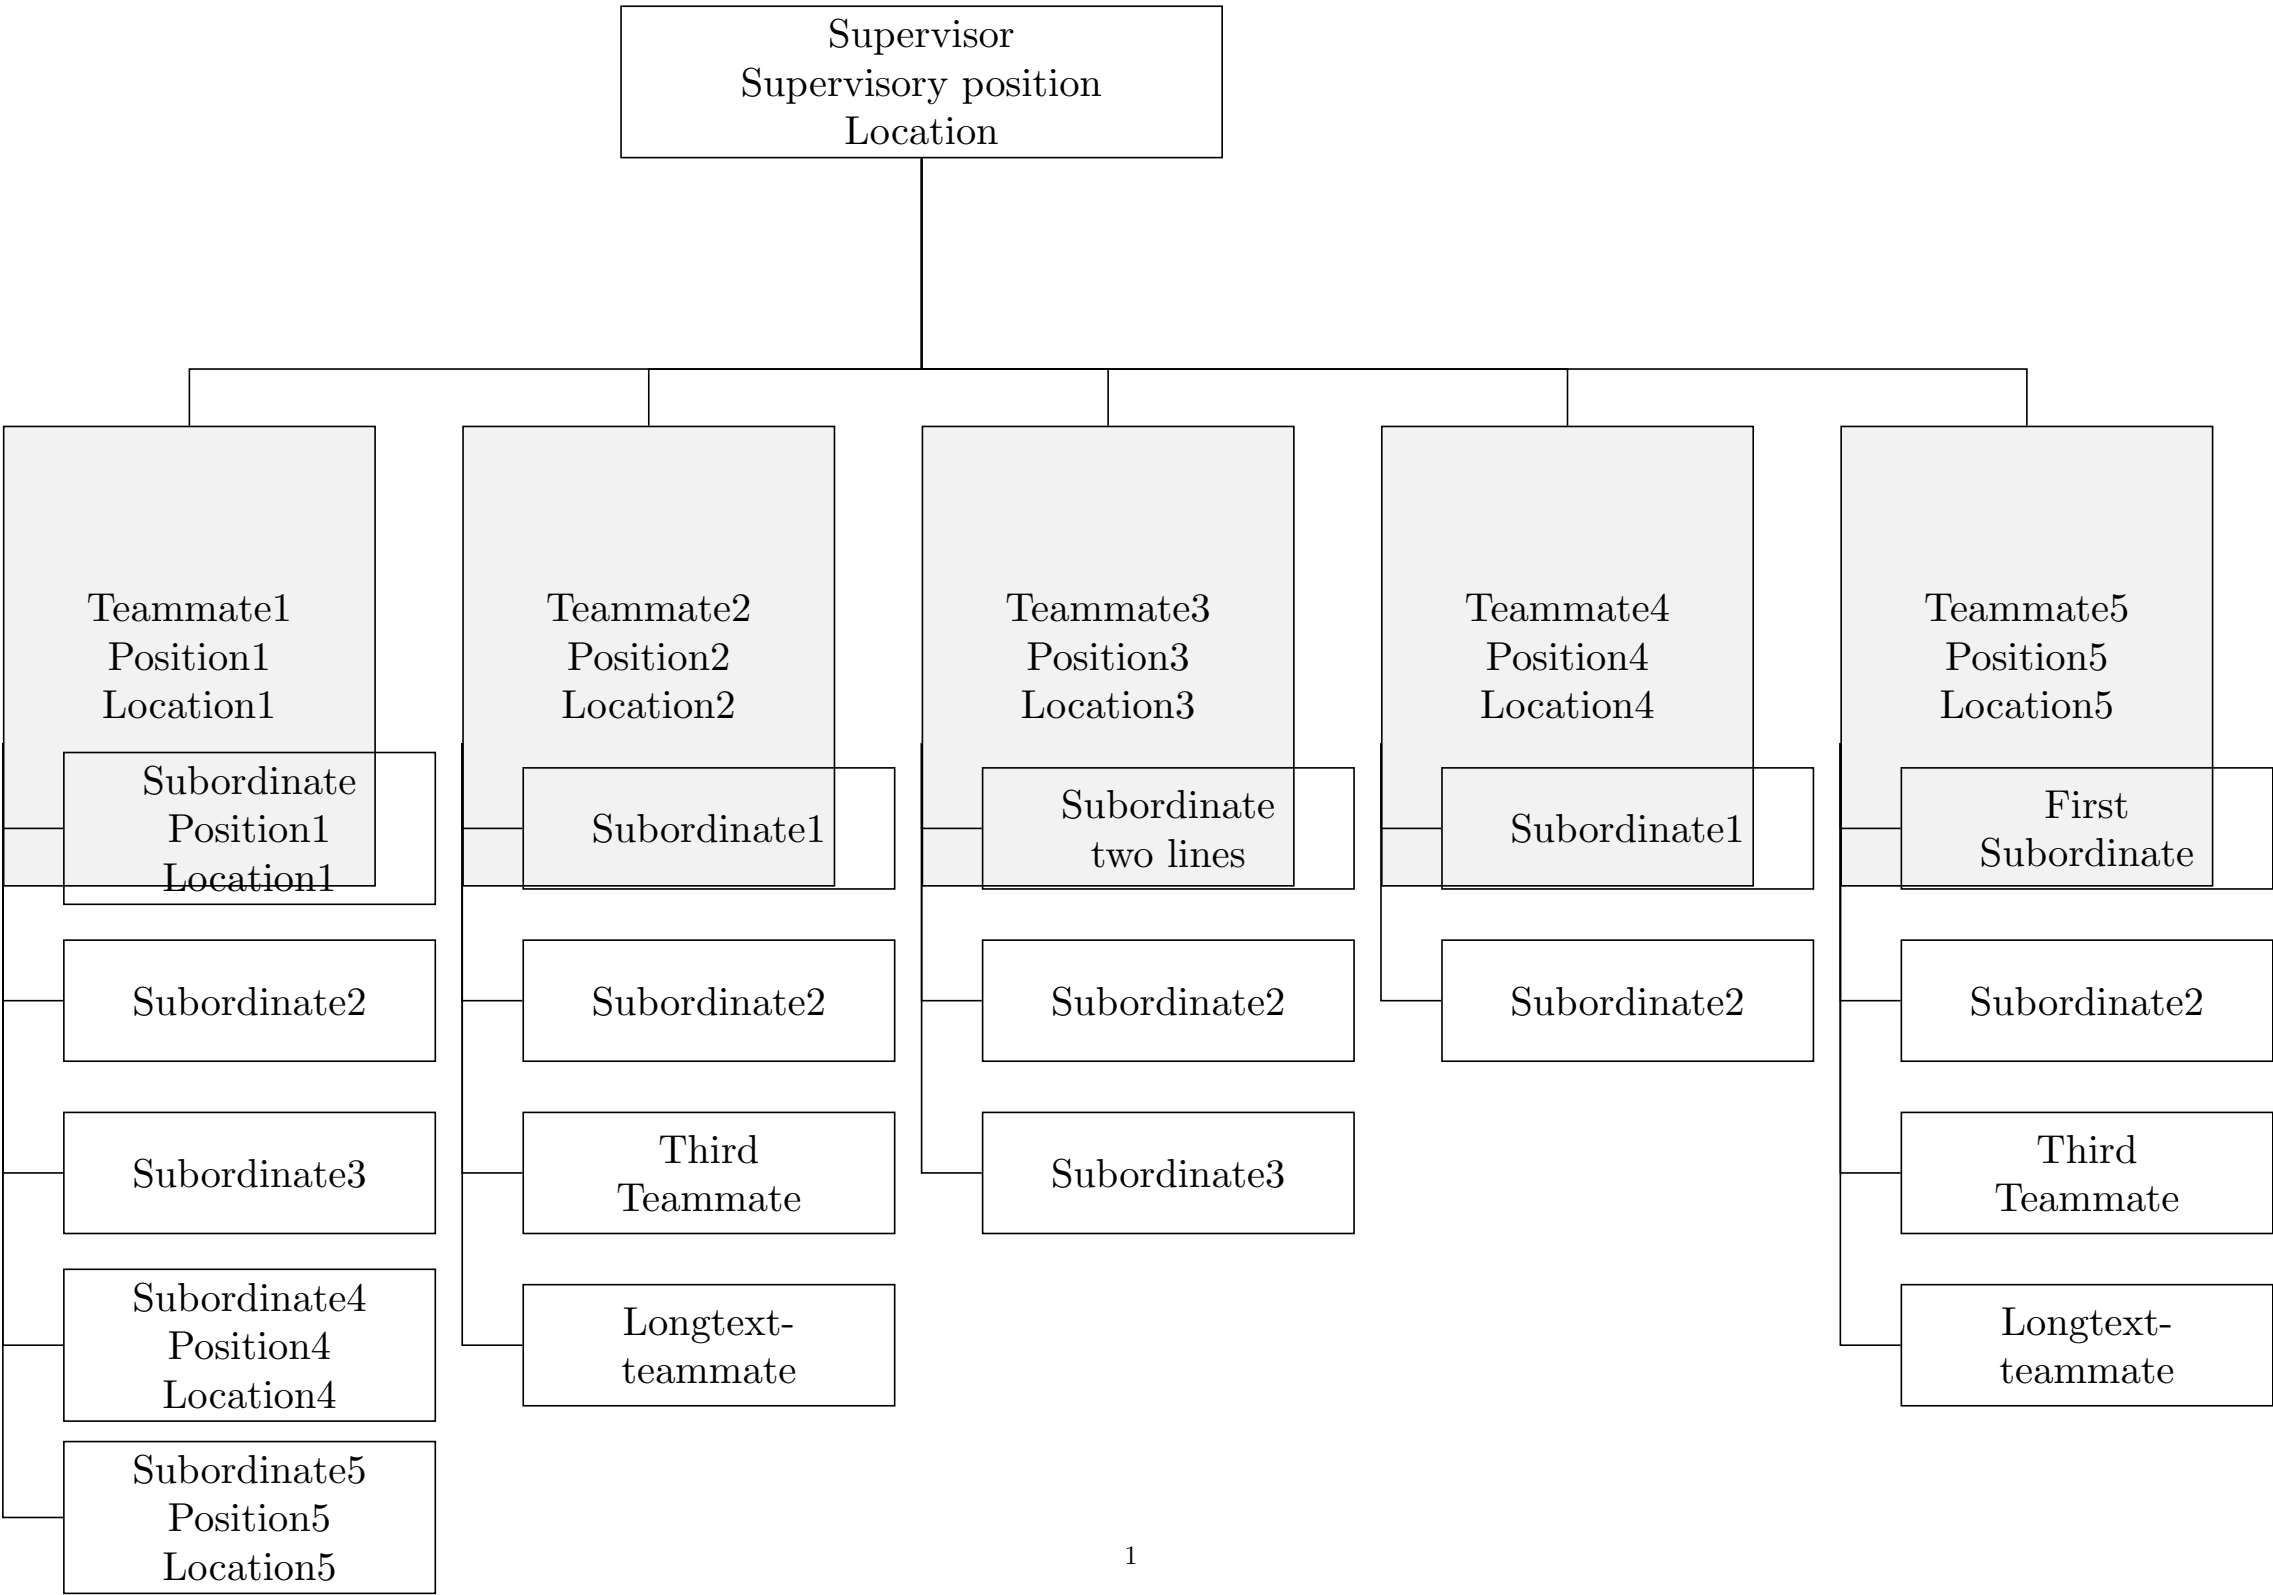 Supervisor
Supervisory position
Location
Teammate1
Position1
Location1
Subordinate
Position1
Location1
Subordinate2
Subordinate3
Subordinate4
Position4
Location4
Subordinate5
Position5
Location5
Teammate2
Position2
Location2
Subordinate1
Subordinate2
Third
Teammate
Longtext-
teammate
Teammate3
Position3
Location3
Subordinate
two lines
Subordinate2
Subordinate3
Teammate4
Position4
Location4
Subordinate1
Subordinate2
Teammate5
Position5
Location5
First
Subordinate
Subordinate2
Third
Teammate
Longtext-
teammate
1